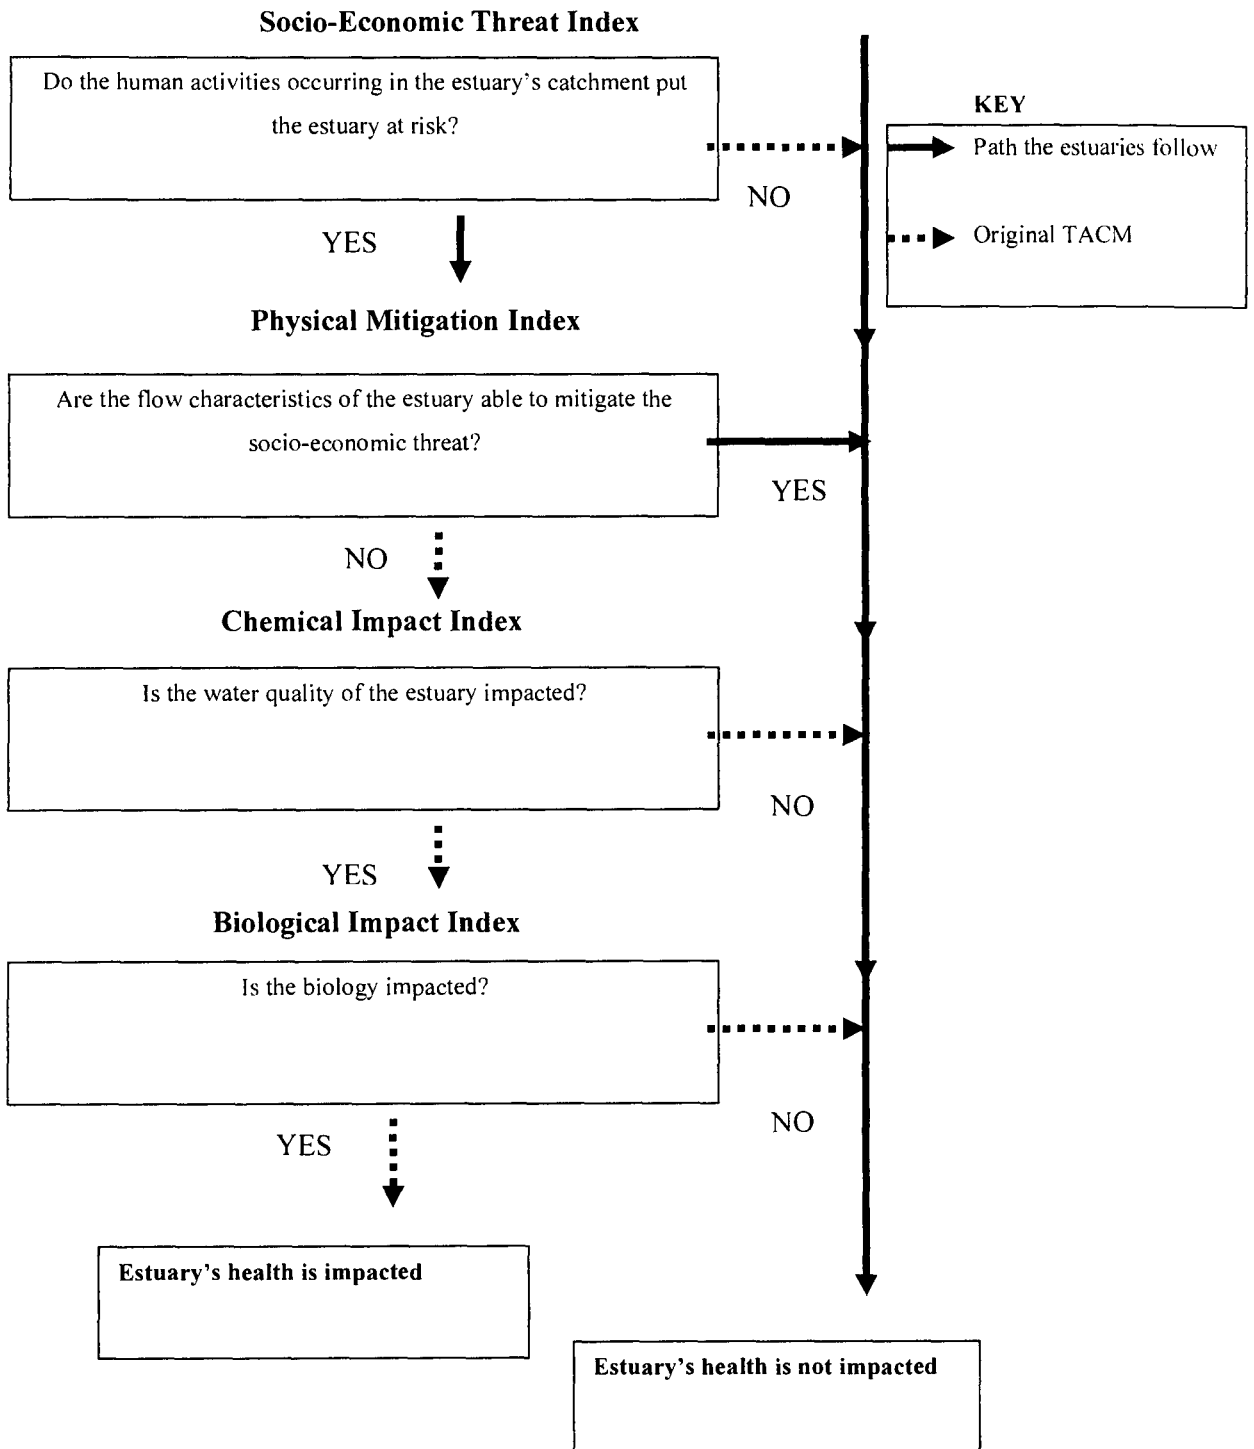 Socio-Economic Threat Index
Do the human activities occurring in the estuary's catchment put
the estuary at risk?
NO
YES
KEY
Path the estuaries follow
Original TACM
Physical Mitigation Index
Are the flow characteristics of the estuary able to mitigate the
socio-economic threat?
YES
NO
Chemical Impact Index
Is the water quality of the estuary impacted?
NO
YES
Biological Impact Index
Is the biology impacted?
NO
YES
Estuary's health is impacted
Estuary's health is not impacted